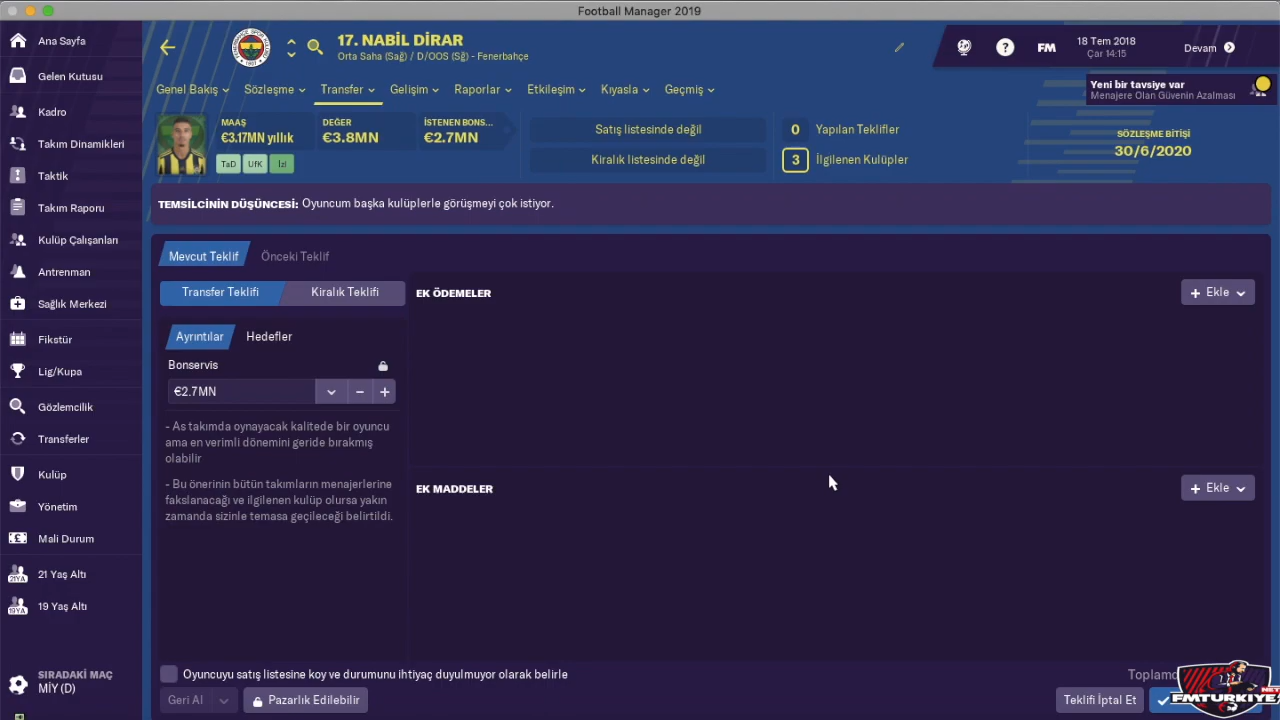 Football Manager 2019
Ana Sayfa
Gelen Kutusu
Kadro
Takım Dinamikleri
Taktik
Takım Raporu
Kulüp Çalışanları
Antrenman
Sağlık Merkezi
Fikstür
Lig/Kupa
Gözlemcilik
Transferler
Kulüp
Yönetim
Mali Durum
21YA
21 Yaş Altı
19YA
19 Yaş Altı
SIRADAKİ MAÇ
MİY (D)
17. NABİL DİRAR
Orta Saha (Sağ) / D/OOS (Sğ) - Fenerbahçe
FM
18 Tem 2018
Çar 14:15
Devam
Yeni bir tavsiye var
Menajere Olan Güvenin Azalması
Genel Bakış
Sözleşme
Transfer
Gelişim
Raporlar
Etkileşim
Kıyasla
Geçmiş
MAAŞ
€3.17MN yıllık
DEĞER
€3.8MN
İSTENEN BONS...
€2.7MN
TaD
UfK
İzl
Satış listesinde değil
Kiralık listesinde değil
0 Yapılan Teklifler
3 İlgilenen Kulüpler
SÖZLEŞME BİTİŞİ
30/6/2020
TEMSİLCİNİN DÜŞÜNCESİ: Oyuncum başka kulüplerle görüşmeyi çok istiyor.
Mevcut Teklif
Önceki Teklif
Transfer Teklifi
Kiralık Teklifi
Ayrıntılar
Hedefler
Bonservis
€2.7MN
- As takımda oynayacak kalitede bir oyuncu
ama en verimli dönemini geride bırakmış
olabilir
- Bu önerinin bütün takımların menajerlerine
fakslanacağı ve ilgilenen kulüp olursa yakın
zamanda sizinle temasa geçileceği belirtildi.
EK ÖDEMELER
+ Ekle
EK MADDELER
+ Ekle
Oyuncuyu satış listesine koy ve durumunu ihtiyaç duyulmuyor olarak belirle
Geri Al
Pazarlık Edilebilir
Teklifi İptal Et
FMTURKIYE.NET